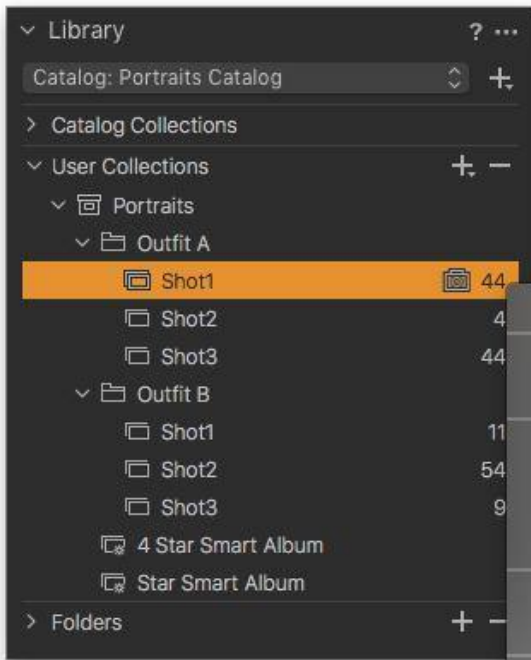 Library ? ...
Catalog: Portraits Catalog
Catalog Collections
User Collections
Portraits
Outfit A
Shot1 44
Shot2 4
Shot3 44
Outfit B
Shot1 11
Shot2 54
Shot3 9
4 Star Smart Album
Star Smart Album
Folders